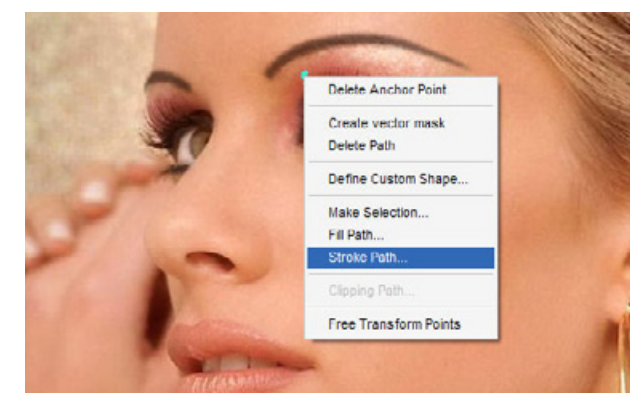 Delete Anchor Point
Create vector mask
Delete Path
Define Custom Shape...
Make Selection...
Fill Path...
Stroke Path...
Clipping Path...
Free Transform Points